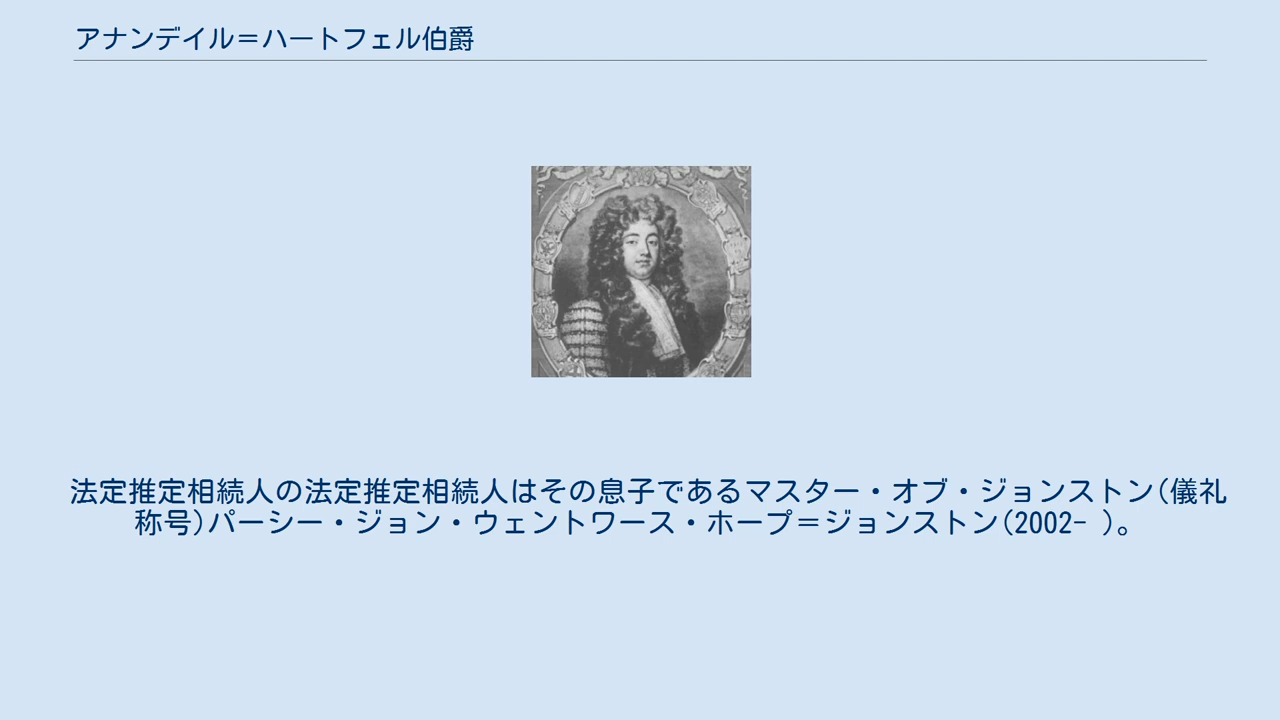 アナンデイル＝ハートフェル伯爵
法定推定相続人の法定推定相続人はその息子であるマスター・オブ・ジョンストン(儀礼
称号)パーシー・ジョン・ウェントワース・ホープ＝ジョンストン(2002- )。